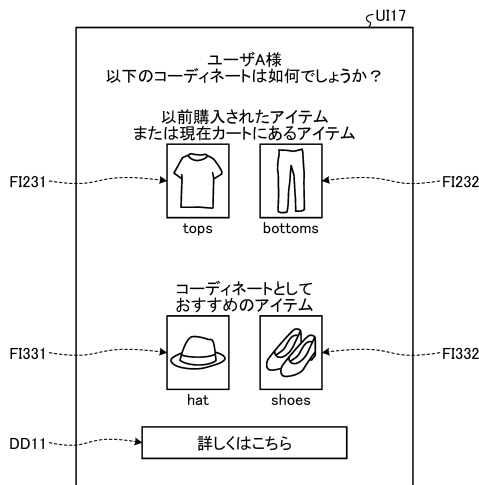 UI17
ユーザA様
以下のコーディネートは如何でしょうか？
以前購入されたアイテム
または現在カートにあるアイテム
FI231
FI232
tops
bottoms
コーディネートとして
おすすめのアイテム
FI331
FI332
hat
shoes
DD11
詳しくはこちら